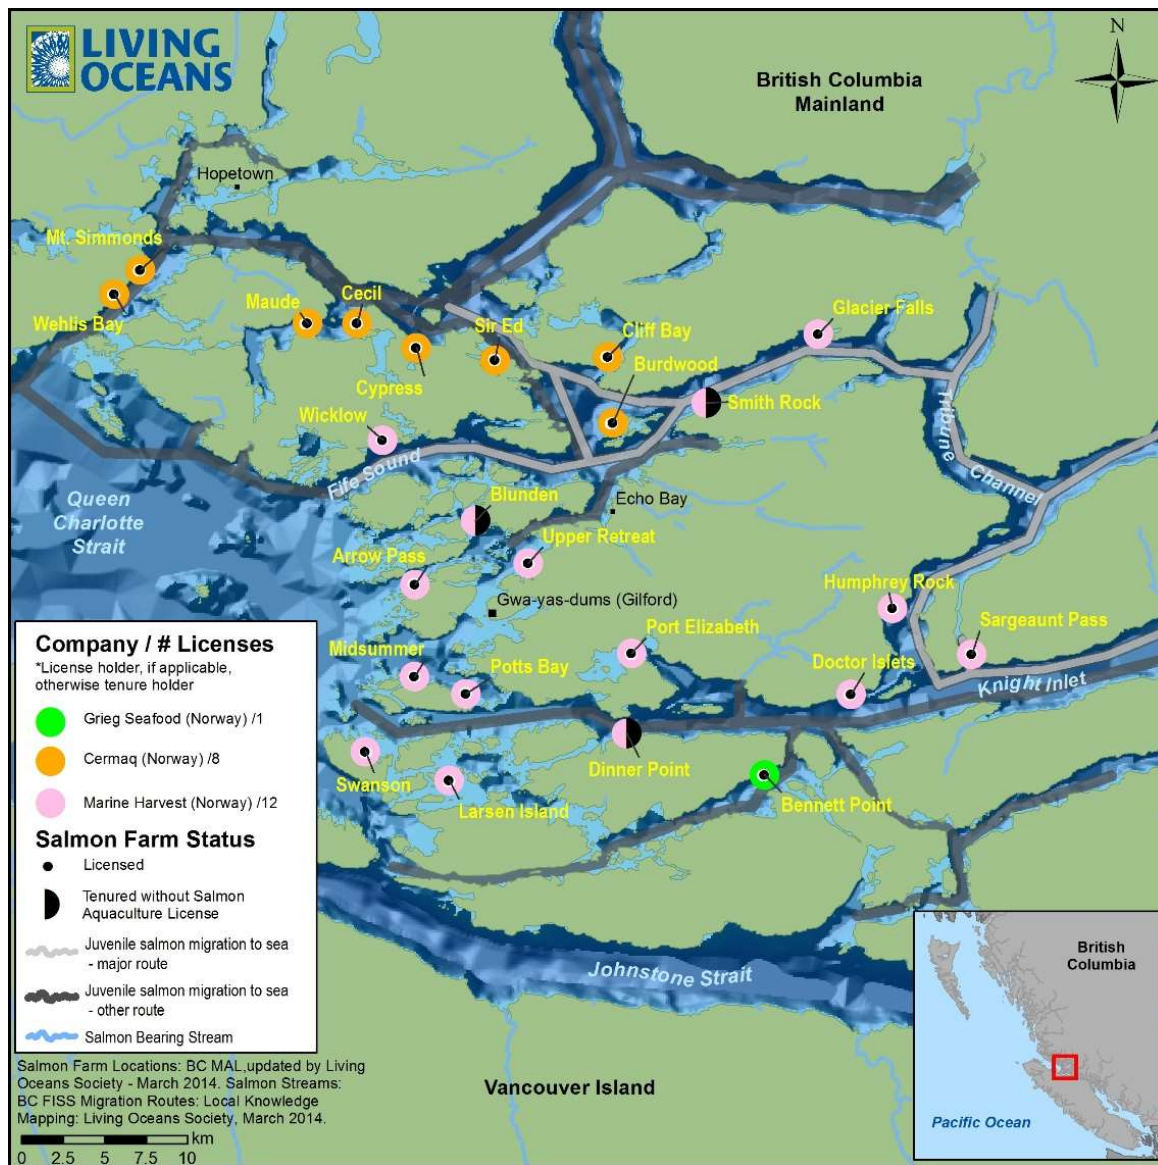 LIVING
OCEANS
British Columbia
Mainland
N
Hopetown
Mt. Simmonds
Wehlis Bay
Maude
Cecil
Cypress
Sir Ed
Cliff Bay
Burdwood
Glacier Falls
Smith Rock
Wicklow
Fife Sound
Tribune
Channel
Queen
Charlotte
Strait
Blunden
Echo Bay
Upper Retreat
Arrow Pass
Gwa-yas-dums (Gilford)
Humphrey Rock
Port Elizabeth
Sargeaunt Pass
Midsummer
Potts Bay
Doctor Islets
Knight Inlet
Swanson
Dinner Point
Larsen Island
Bennett Point
Johnstone Strait
Vancouver Island
Company / # Licenses
*License holder, if applicable,
otherwise tenure holder
Grieg Seafood (Norway) /1
Cermaq (Norway) /8
Marine Harvest (Norway) /12
Salmon Farm Status
Licensed
Tenured without Salmon
Aquaculture License
Juvenile salmon migration to sea
- major route
Juvenile salmon migration to sea
- other route
Salmon Bearing Stream
Salmon Farm Locations: BC MAL,updated by Living
Oceans Society - March 2014. Salmon Streams:
BC FISS Migration Routes: Local Knowledge
Mapping: Living Oceans Society, March 2014.
km
0 2.5 5 7.5 10
British
Columbia
Pacific Ocean